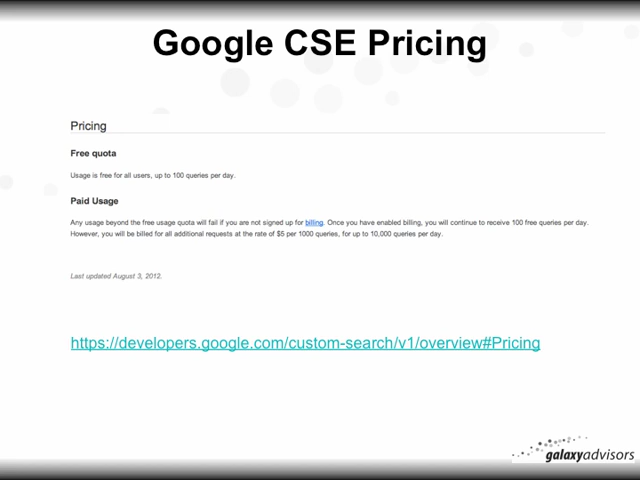 Google CSE Pricing
Pricing
Free quota
Usage is free for all users, up to 100 queries per day.
Paid Usage
Any usage beyond the free usage quota will fail if you are not signed up for billing. Once you have enabled billing, you will continue to receive 100 free queries per day.
However, you will be billed for all additional requests at the rate of $5 per 1000 queries, for up to 10,000 queries per day.
Last updated August 3, 2012.
https://developers.google.com/custom-search/v1/overview#Pricing
galaxyadvisors